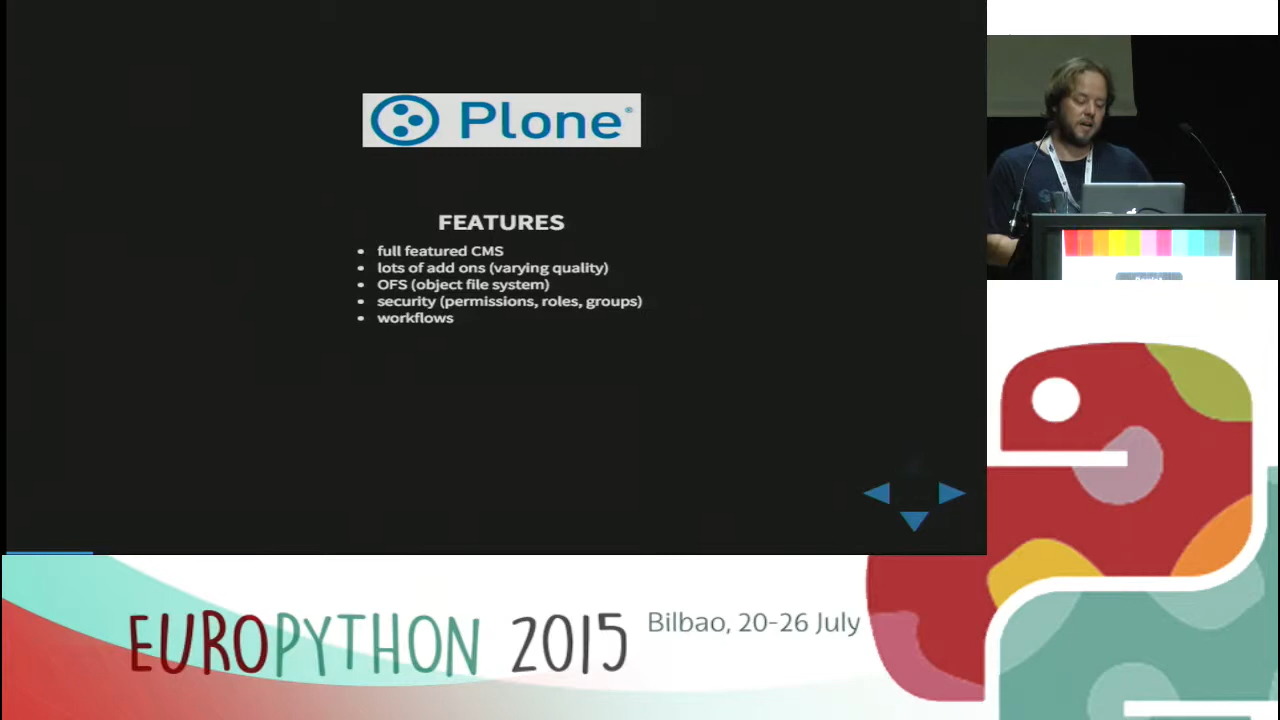 Plone®
FEATURES
• full featured CMS
• lots of add ons (varying quality)
• OFS (object file system)
• security (permissions, roles, groups)
• workflows
EUROPYTHON 2015
Bilbao, 20-26 July